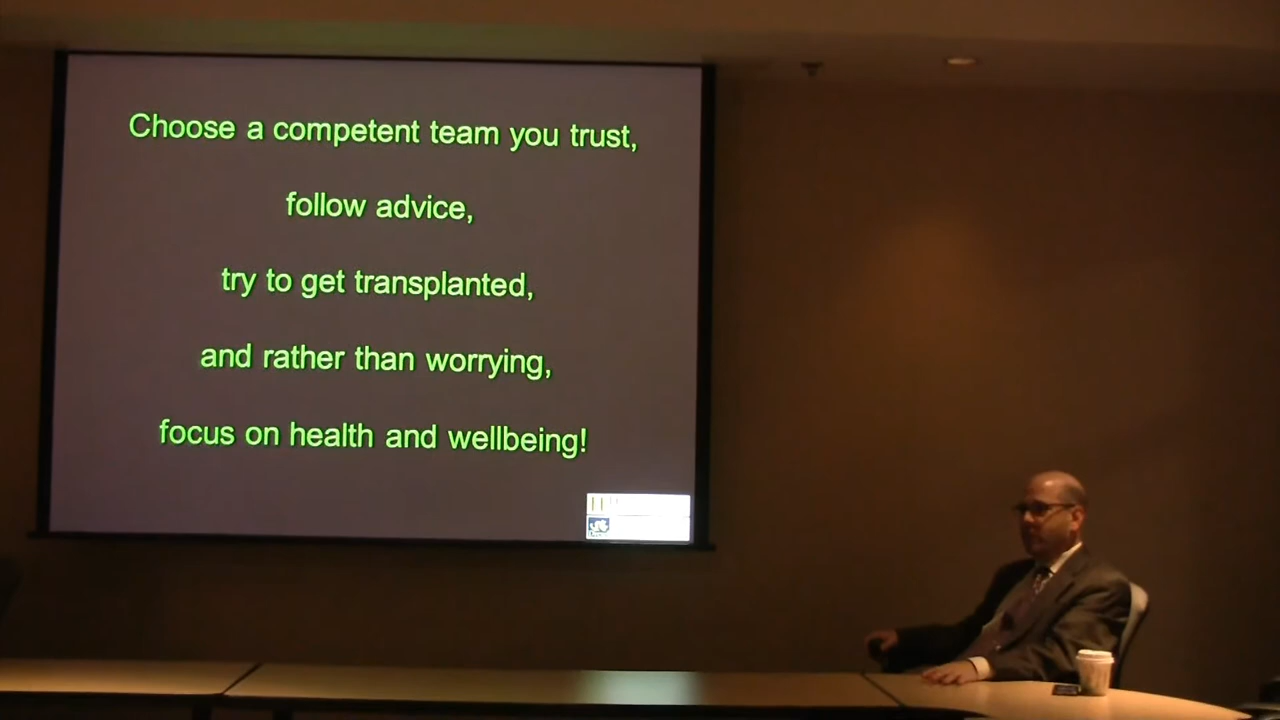 Choose a competent team you trust,
follow advice,
try to get transplanted,
and rather than worrying,
focus on health and wellbeing!